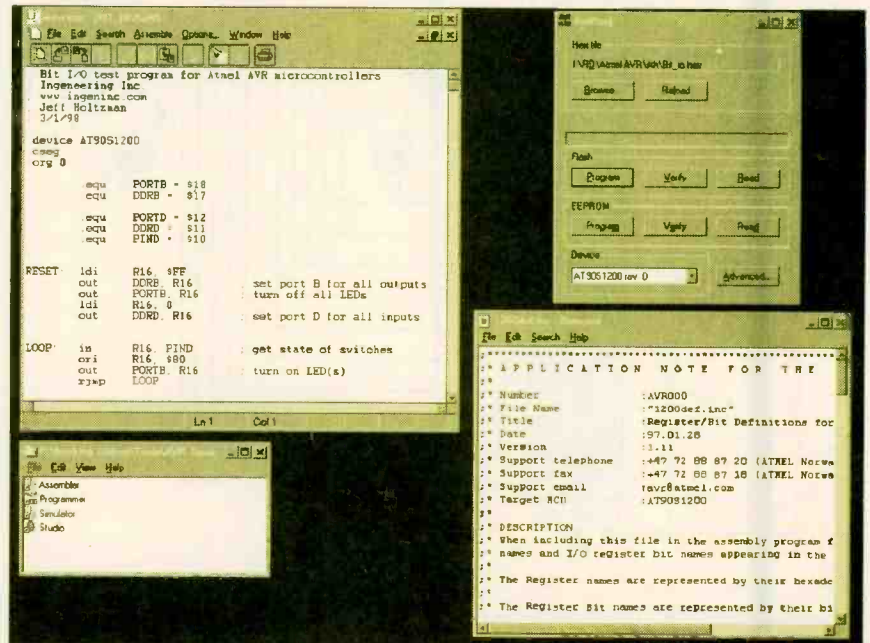 File Edit Search Assemble Options.. Window Help
Bit I/O test program for Atmel AVR microcontrollers
Ingeneering Inc
www ingeninc.com
Jeff Holtzman
3/1/98
device AT90S1200
cseg
org 0
.equ PORTB = $18
equ DDRB = $17
.equ PORTD = $12
equ DDRD = $11
.equ PIND = $10
RESET: ldi R16, $FF
out DDRB, R16 ; set port B for all outputs
out PORTB, R16 ; turn off all LEDs
ldi R16, 0
out DDRD, R16 ; set port D for all inputs
LOOP: in R16, PIND ; get state of switches
ori R16, $80
out PORTB, R16 ; turn on LED(s)
rjmp LOOP
Ln 1 Col 1
File Edit View Help
Assembler
Programmer
Simulator
Studio
Hex file
Browse Reload
Flash
Program Verify Read
EEPROM
Program Verify Read
Device
AT90S1200 rev. D Advanced...
File Edit Search Help
;* A P P L I C A T I O N   N O T E   F O R   T H E
;*
;* Number :AVR000
;* File Name :"1200def.inc"
;* Title :Register/Bit Definitions for
;* Date :97.01.28
;* Version :1.11
;* Support telephone :+47 72 88 87 20 (ATMEL Norwa
;* Support fax :+47 72 88 87 18 (ATMEL Norwa
;* Support email :avr@atmel.com
;* Target MCU :AT90S1200
;*
;* DESCRIPTION
;* When including this file in the assembly program f
;* names and I/O register bit names appearing in the
;*
;* The Register names are represented by their hexade
;*
;* The Register Bit names are represented by their bi